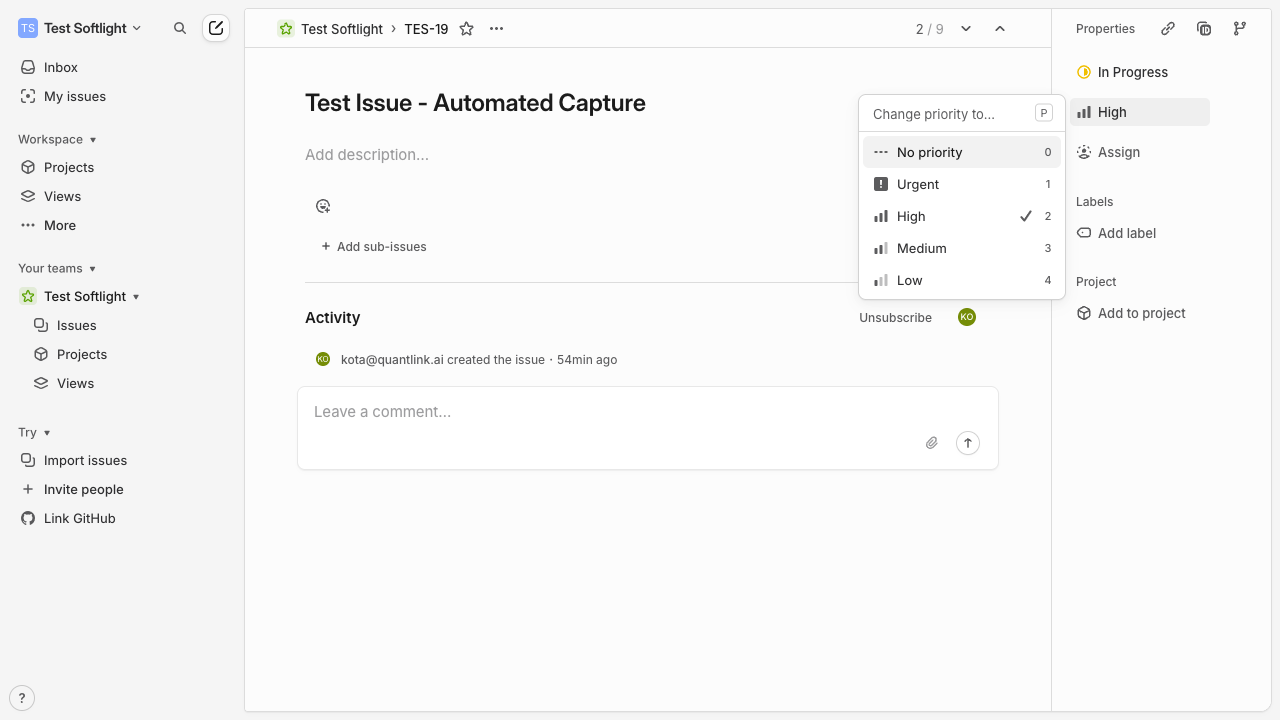 TS Test Softlight
Inbox
My issues
Workspace
Projects
Views
More
Your teams
Test Softlight
Issues
Projects
Views
Try
Import issues
Invite people
Link GitHub
?
Test Softlight › TES-19
2 / 9
Test Issue - Automated Capture
Add description...
Add sub-issues
Activity
Unsubscribe KO
KO kota@quantlink.ai created the issue · 54min ago
Leave a comment...
Change priority to... P
No priority 0
Urgent 1
High 2
Medium 3
Low 4
Properties
In Progress
High
Assign
Labels
Add label
Project
Add to project